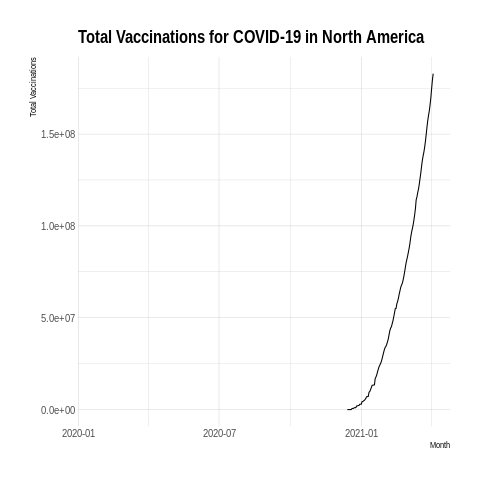 Total Vaccinations for COVID-19 in North America
Total Vaccinations
1.5e+08
1.0e+08
5.0e+07
0.0e+00
2020-01
2020-07
2021-01
Month